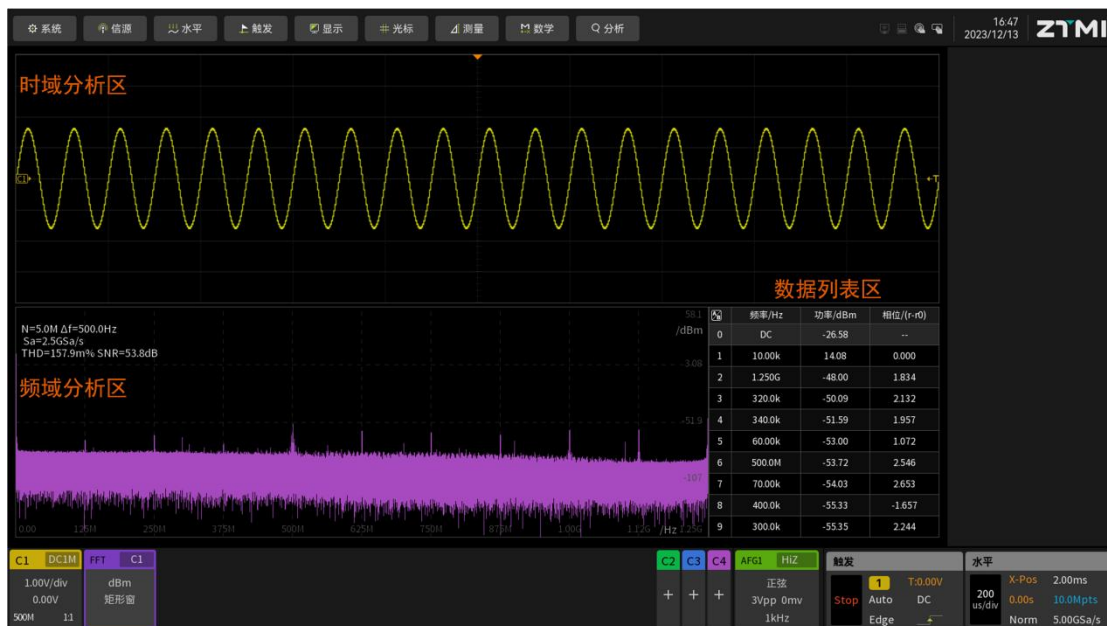 系统 信源 水平 触发 显示 光标 测量 数学 分析
16:47
2023/12/13
ZTMI
时域分析区
C1
T
数据列表区
N=5.0M Δf=500.0Hz
Sa=2.5GSa/s
THD=157.9m% SNR=53.8dB
频域分析区
58.1
/dBm
-3.08
-51.9
-107
0.00 125M 250M 375M 500M 625M 750M 875M 1.00G 1.12G /Hz 1.25G
频率/Hz 功率/dBm 相位/(r-r0)
0 DC -26.58 --
1 10.00k 14.08 0.000
2 1.250G -48.00 1.834
3 320.0k -50.09 2.132
4 340.0k -51.59 1.957
5 60.00k -53.00 1.072
6 500.0M -53.72 2.546
7 70.00k -54.03 2.653
8 400.0k -55.33 -1.657
9 300.0k -55.35 2.244
C1 DC1M
1.00V/div
0.00V
500M 1:1
FFT C1
dBm
矩形窗
C2 C3 C4
+ + +
AFG1 HiZ
正弦
3Vpp 0mv
1kHz
触发
Stop
1 T:0.00V
Auto DC
Edge
水平
200
us/div
X-Pos 2.00ms
0.00s 10.0Mpts
Norm 5.00GSa/s